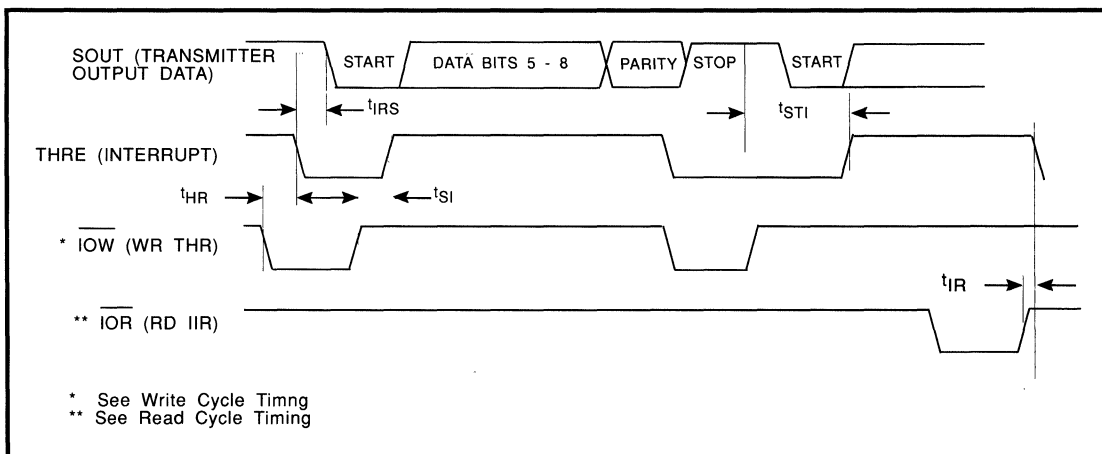 SOUT (TRANSMITTER
OUTPUT DATA)
START DATA BITS 5 - 8 PARITY STOP START
tIRS
tSTI
THRE (INTERRUPT)
tHR
tSI
* IOW (WR THR)
tIR
** IOR (RD IIR)
* See Write Cycle Timng
** See Read Cycle Timing